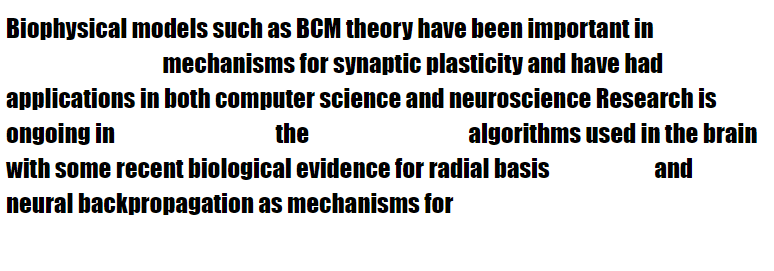 Biophysical models such as BCM theory have been important in
mechanisms for synaptic plasticity and have had
applications in both computer science and neuroscience Research is
ongoing in the algorithms used in the brain
with some recent biological evidence for radial basis and
neural backpropagation as mechanisms for